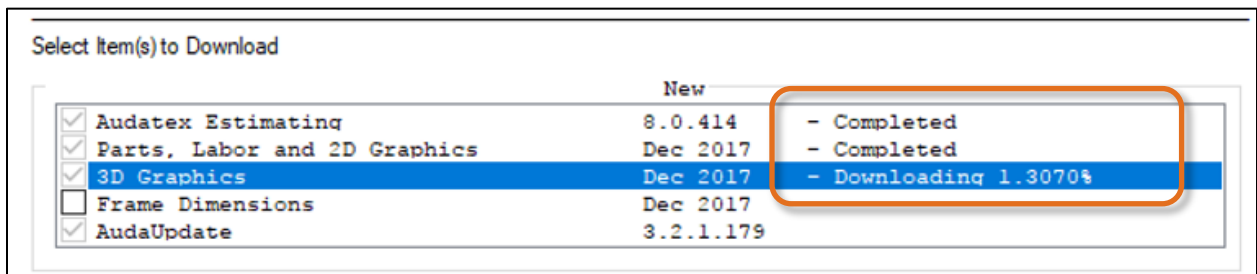 Select Item(s) to Download
New
Audatex Estimating 8.0.414 - Completed
Parts, Labor and 2D Graphics Dec 2017 - Completed
3D Graphics Dec 2017 - Downloading 1.3070%
Frame Dimensions Dec 2017
AudaUpdate 3.2.1.179